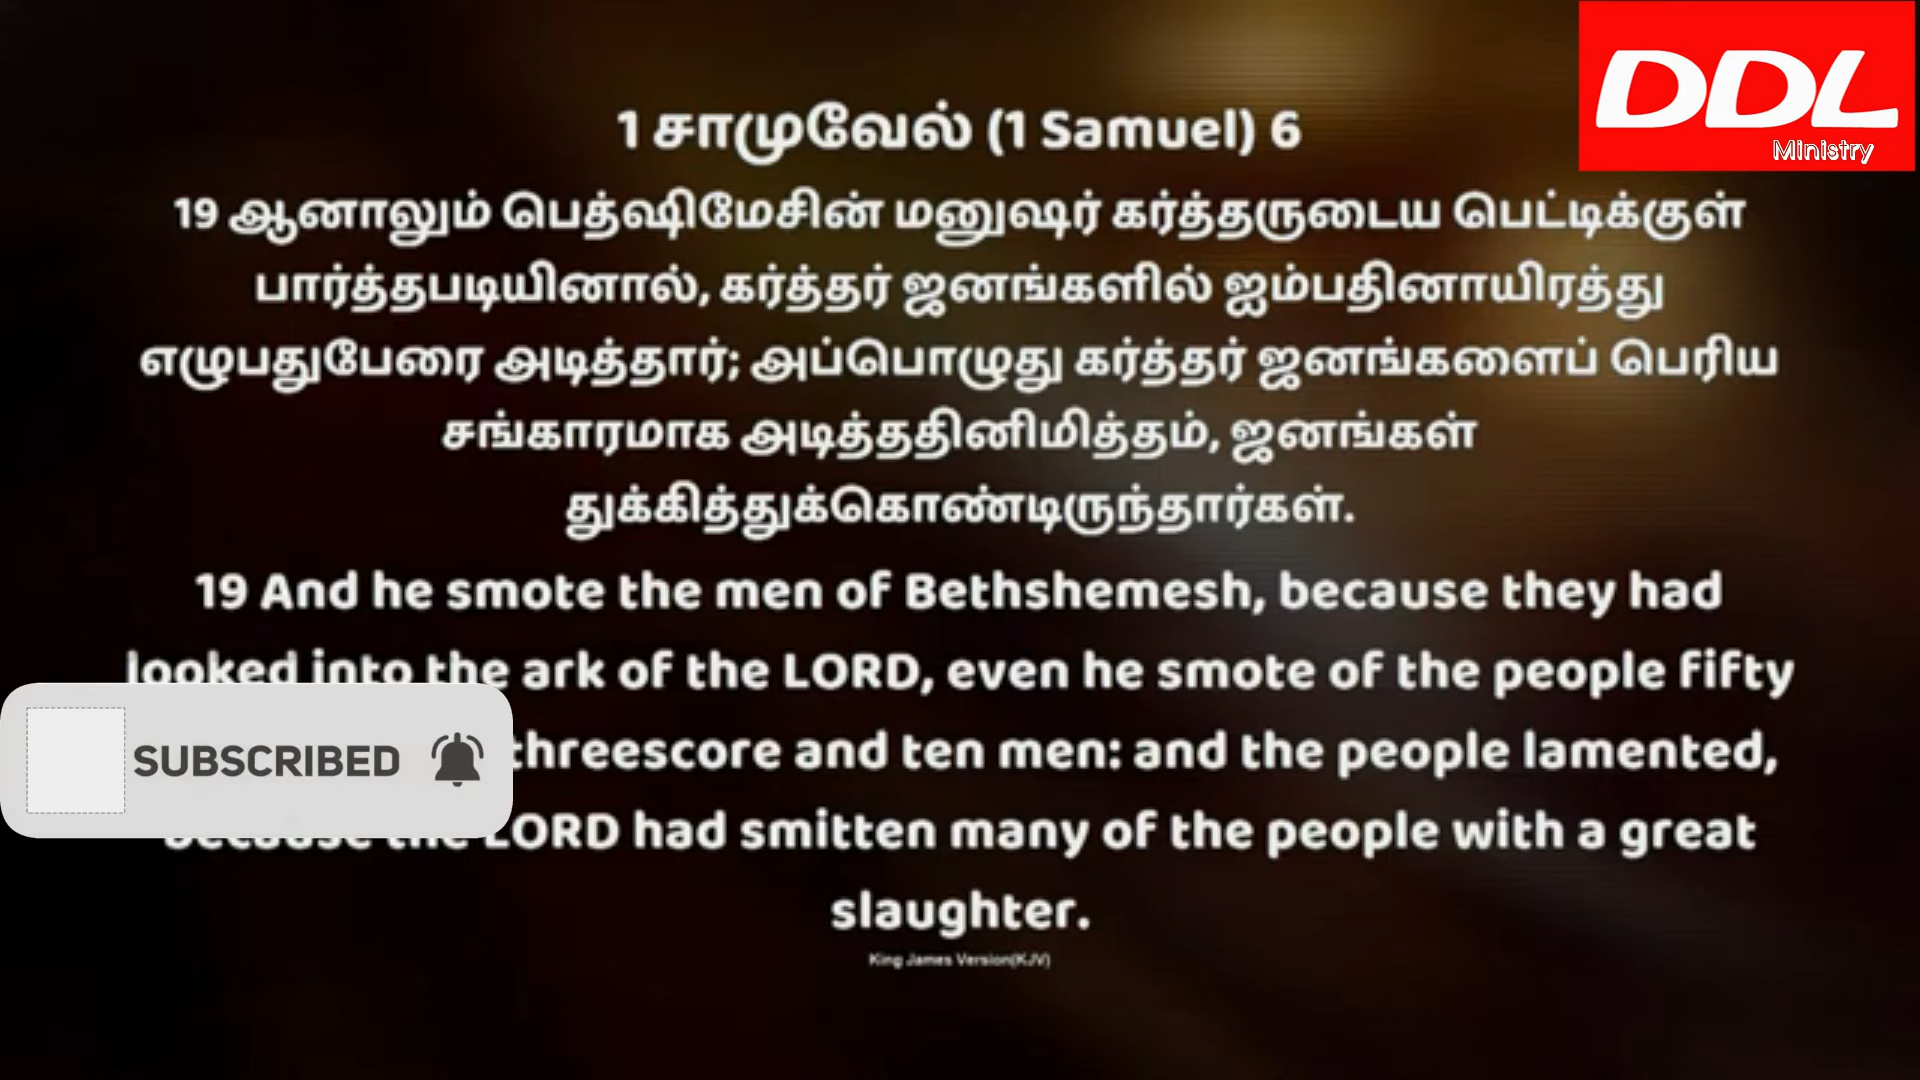 DDL
Ministry
1 சாமுவேல் (1 Samuel) 6
19 ஆனாலும் பெத்ஷிமேசின் மனுஷர் கர்த்தருடைய பெட்டிக்குள்
பார்த்தபடியினால், கர்த்தர் ஜனங்களில் ஐம்பதினாயிரத்து
எழுபதுபேரை அடித்தார்; அப்பொழுது கர்த்தர் ஜனங்களைப் பெரிய
சங்காரமாக அடித்ததினிமித்தம், ஜனங்கள்
துக்கித்துக்கொண்டிருந்தார்கள்.
19 And he smote the men of Bethshemesh, because they had
looked into the ark of the LORD, even he smote of the people fifty
threescore and ten men: and the people lamented,
SUBSCRIBED
because the LORD had smitten many of the people with a great
slaughter.
King James Version(KJV)